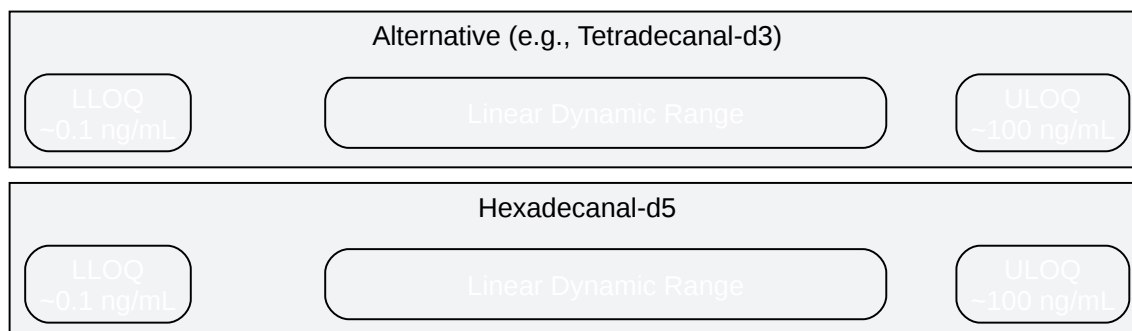 Alternative (e.g., Tetradecanal-d3)
LLOQ
~0.1 ng/mL
Linear Dynamic Range
ULOQ
~100 ng/mL
Hexadecanal-d5
LLOQ
~0.1 ng/mL
Linear Dynamic Range
ULOQ
~100 ng/mL